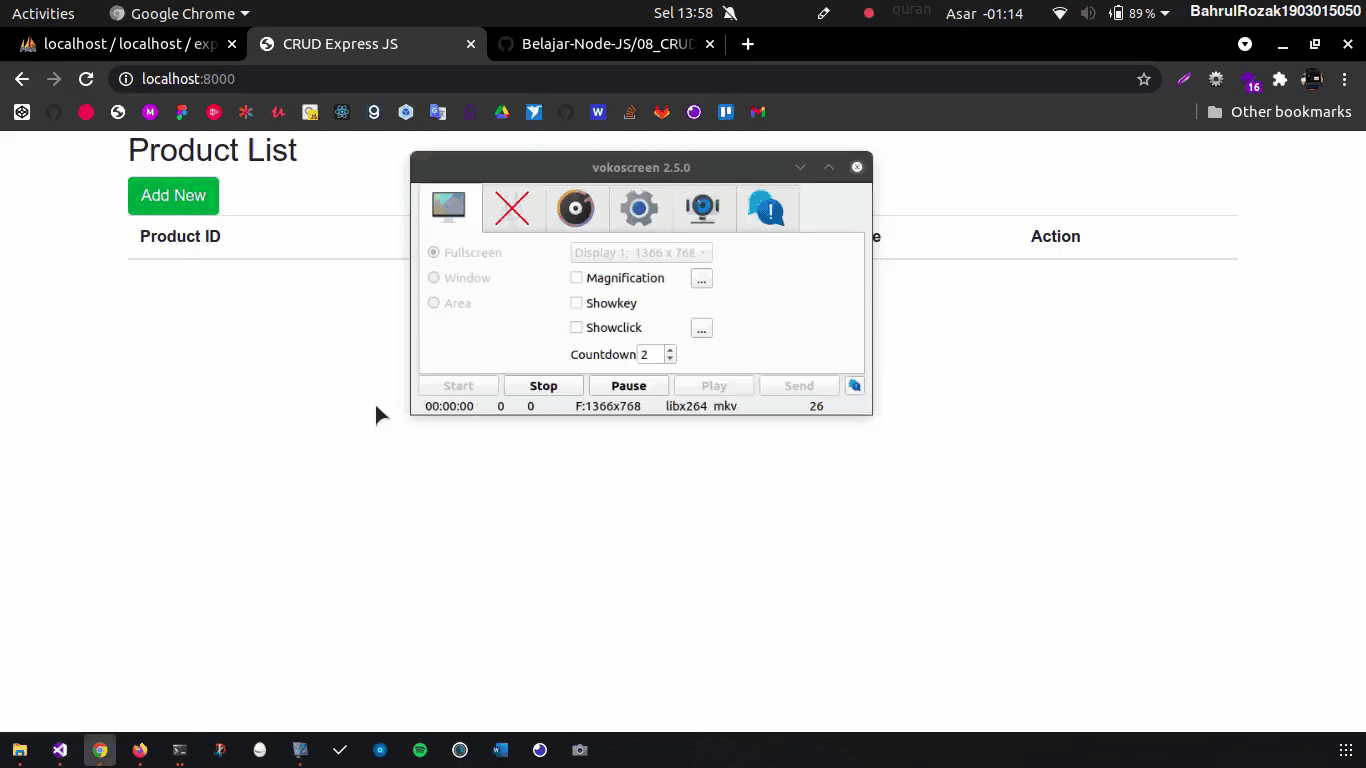 Activities Google Chrome Sel 13:58 quran Asar -01:14 89 % BahrulRozak1903015050
localhost / localhost / exp CRUD Express JS Belajar-Node-JS/08_CRUD
localhost:8000
16
Other bookmarks
Product List
Add New
Product ID e Action
vokoscreen 2.5.0
Fullscreen Display 1: 1366 x 768
Window Magnification ...
Area Showkey
Showclick ...
Countdown 2
Start Stop Pause Play Send
00:00:00 0 0 F:1366x768 libx264 mkv 26